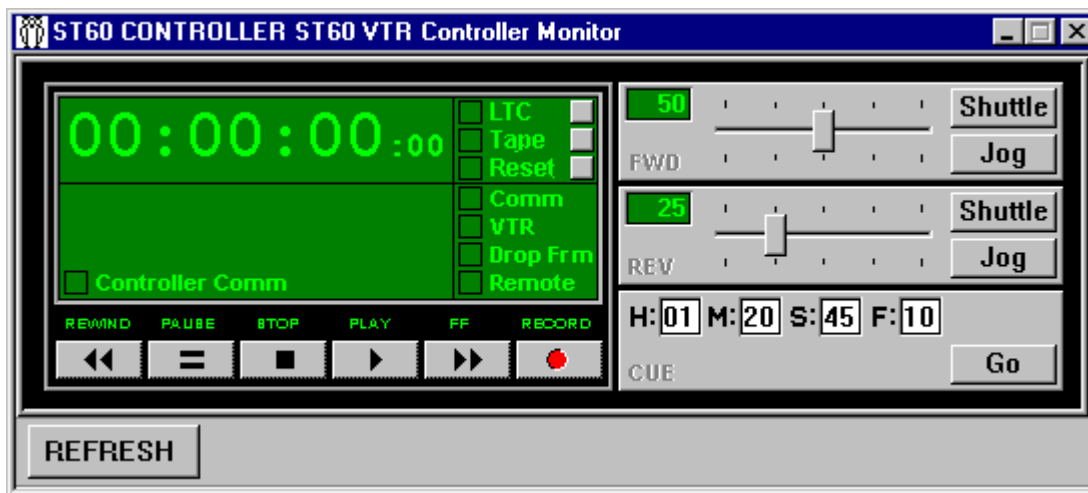 ST60 CONTROLLER ST60 VTR Controller Monitor
00:00:00:00
LTC
Tape
Reset
Comm
VTR
Drop Frm
Remote
Controller Comm
REWIND PAUSE STOP PLAY FF RECORD
50
FWD
Shuttle
Jog
25
REV
Shuttle
Jog
H: 01 M: 20 S: 45 F: 10
CUE
Go
REFRESH